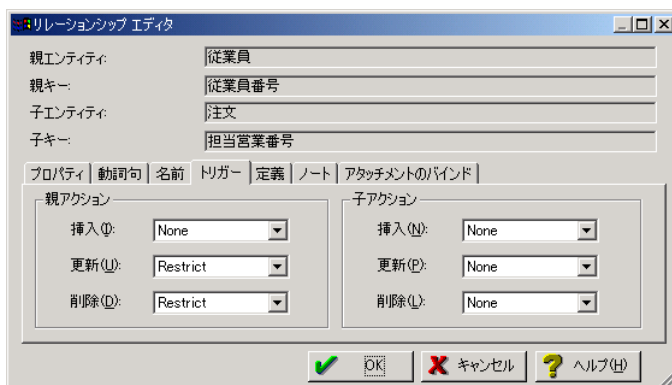 リレーションシップ エディタ
親エンティティ: 従業員
親キー: 従業員番号
子エンティティ: 注文
子キー: 担当営業番号
プロパティ 動詞句 名前 トリガー 定義 ノート アタッチメントのバインド
親アクション 子アクション
挿入(I): None 挿入(N): None
更新(U): Restrict 更新(P): None
削除(D): Restrict 削除(L): None
OK キャンセル ヘルプ(H)